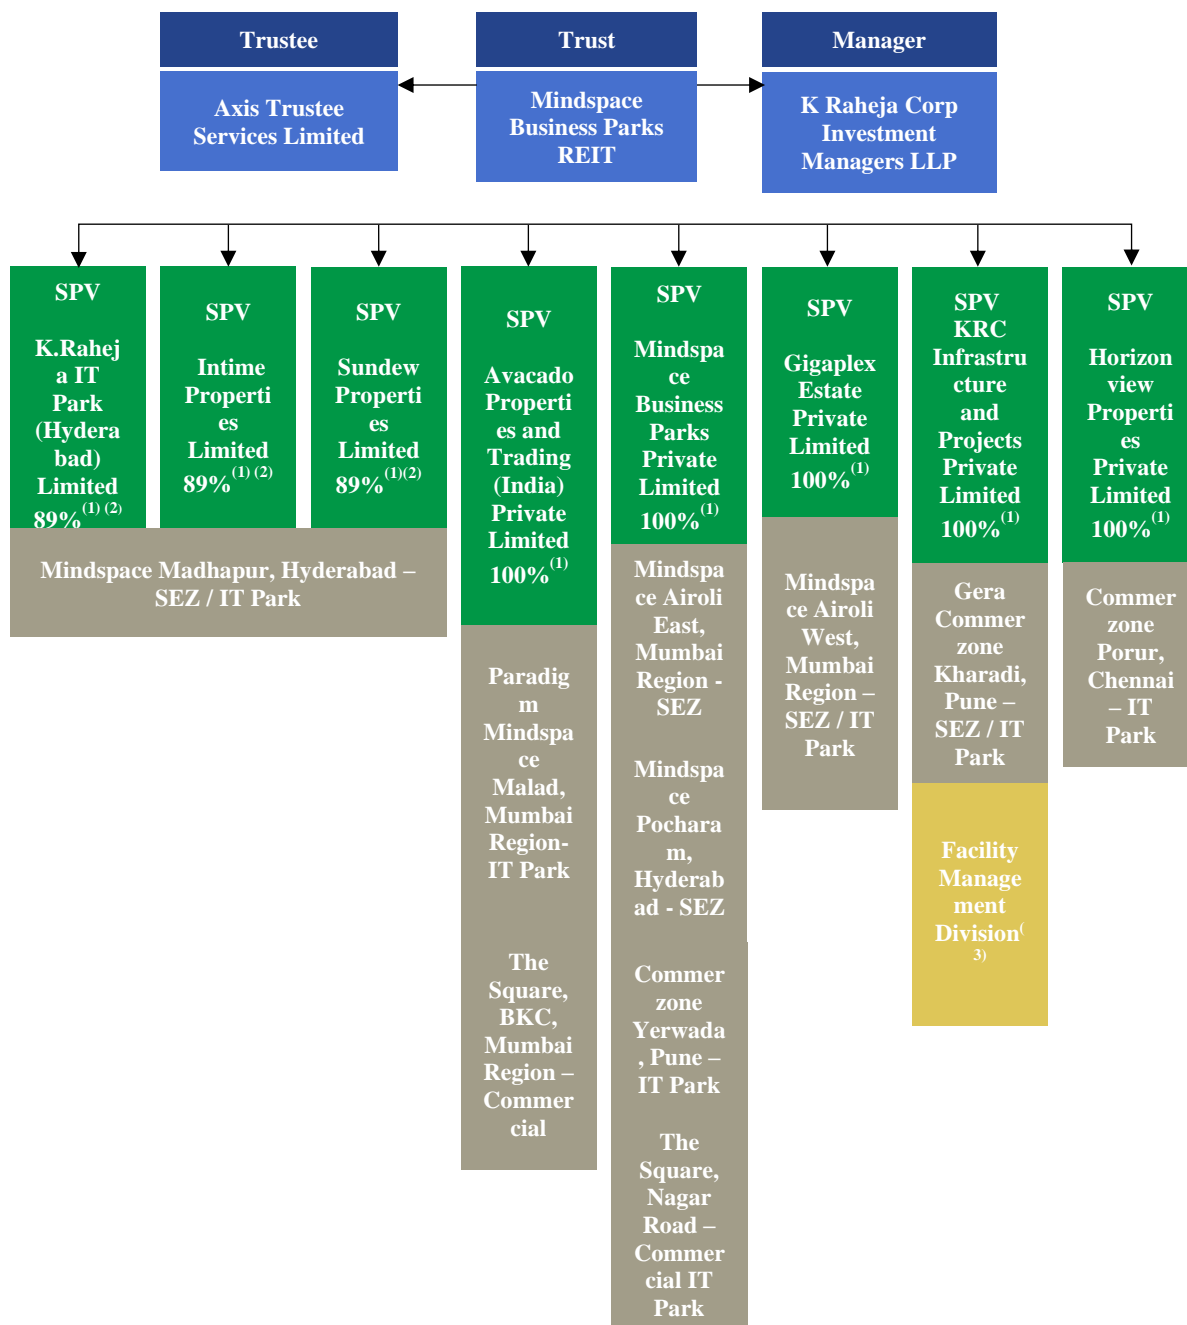 Trustee
Axis Trustee
Services Limited
Trust
Mindspace
Business Parks
REIT
Manager
K Raheja Corp
Investment
Managers LLP
SPV
K.Rahej
a IT
Park
(Hydera
bad)
Limited
89%(1) (2)
SPV
Intime
Properti
es
Limited
89%(1) (2)
SPV
Sundew
Properti
es
Limited
89%(1)(2)
Mindspace Madhapur, Hyderabad –
SEZ / IT Park
SPV
Avacado
Properti
es and
Trading
(India)
Private
Limited
100%(1)
Paradig
m
Mindspa
ce
Malad,
Mumbai
Region-
IT Park
The
Square,
BKC,
Mumbai
Region –
Commer
cial
SPV
Mindspa
ce
Business
Parks
Private
Limited
100%(1)
Mindspa
ce Airoli
East,
Mumbai
Region -
SEZ
Mindspa
ce
Pochara
m,
Hyderab
ad - SEZ
Commer
zone
Yerwada
, Pune –
IT Park
The
Square,
Nagar
Road –
Commer
cial IT
Park
SPV
Gigaplex
Estate
Private
Limited
100%(1)
Mindspa
ce Airoli
West,
Mumbai
Region –
SEZ / IT
Park
SPV
KRC
Infrastru
cture
and
Projects
Private
Limited
100%(1)
Gera
Commer
zone
Kharadi,
Pune –
SEZ / IT
Park
Facility
Manage
ment
Division(
3)
SPV
Horizon
view
Properti
es
Private
Limited
100%(1)
Commer
zone
Porur,
Chennai
– IT
Park